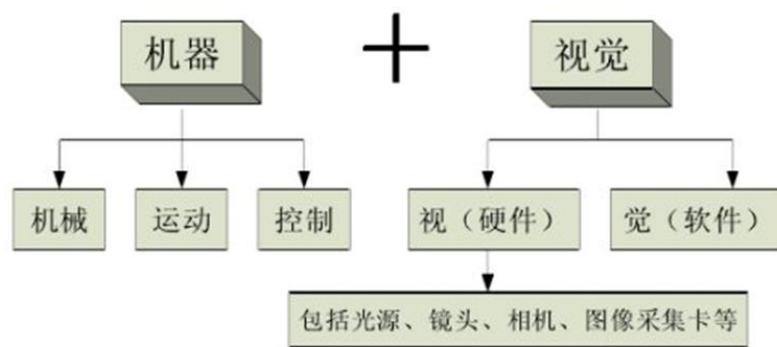 机器
+
视觉
机械
运动
控制
视（硬件）
觉（软件）
包括光源、镜头、相机、图像采集卡等